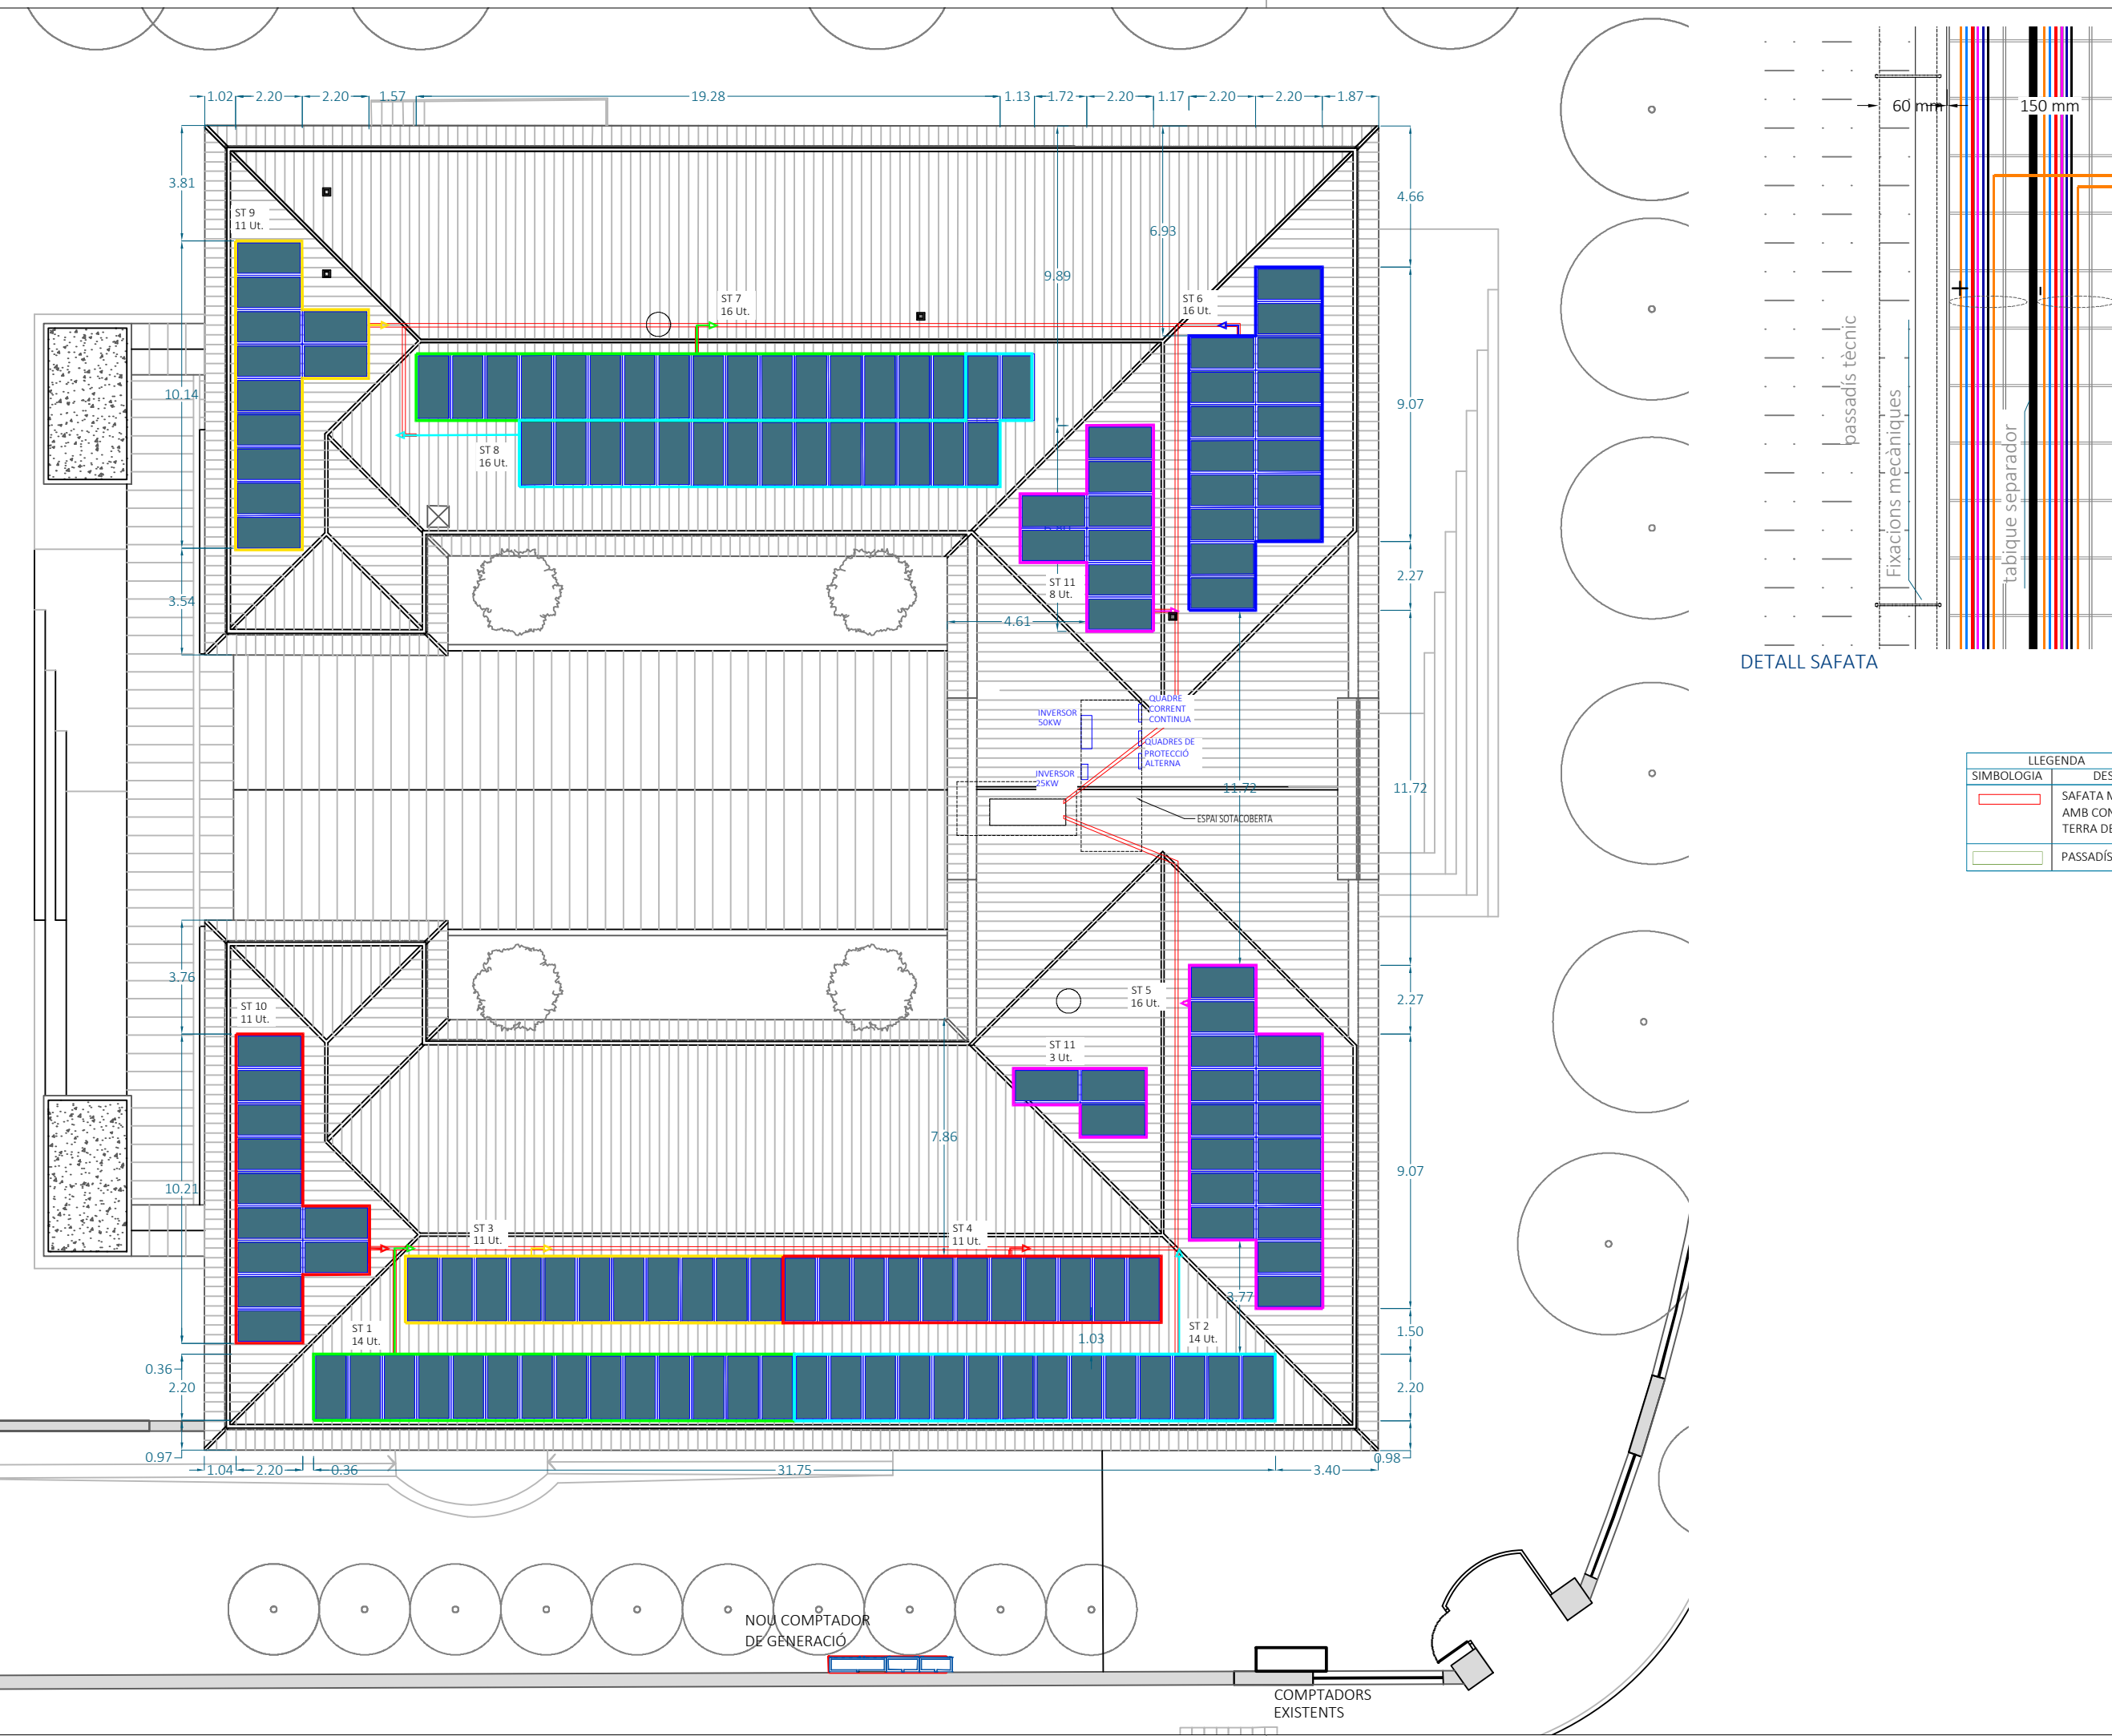 1.02
2.20
2.20
1.57
19.28
1.13
1.72
2.20
1.17
2.20
2.20
1.87
60 mm
150 mm
3.81
4.66
ST 9
11 Ut.
6.93
9.89
ST 7
16 Ut.
ST 6
16 Ut.
+
-
passadís tècnic
Fixacions mecàniques
tabique separador
10.14
9.07
ST 8
16 Ut.
3.54
2.27
ST 11
8 Ut.
4.61
DETALL SAFATA
INVERSOR
50KW
QUADRE
CORRENT
CONTINUA
QUADRES DE
PROTECCIÓ
ALTERNA
INVERSOR
25KW
11.72
11.72
ESPAI SOTACOBERTA
LLEGENDA
SIMBOLOGIA
DES
SAFATA M
AMB CON
TERRA DE
PASSADÍS
3.76
2.27
ST 10
11 Ut.
ST 5
16 Ut.
ST 11
3 Ut.
7.86
10.21
9.07
ST 3
11 Ut.
ST 4
11 Ut.
3.77
1.03
ST 1
14 Ut.
ST 2
14 Ut.
1.50
0.36
2.20
2.20
0.97
0.98
1.04
2.20
0.36
31.75
3.40
NOU COMPTADOR
DE GENERACIÓ
COMPTADORS
EXISTENTS